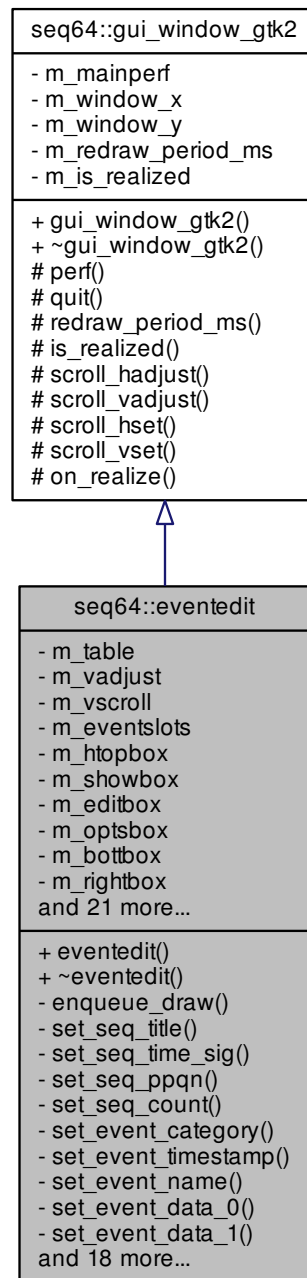 seq64::gui_window_gtk2
- m_mainperf
- m_window_x
- m_window_y
- m_redraw_period_ms
- m_is_realized
+ gui_window_gtk2()
+ ~gui_window_gtk2()
# perf()
# quit()
# redraw_period_ms()
# is_realized()
# scroll_hadjust()
# scroll_vadjust()
# scroll_hset()
# scroll_vset()
# on_realize()
seq64::eventedit
- m_table
- m_vadjust
- m_vscroll
- m_eventslots
- m_htopbox
- m_showbox
- m_editbox
- m_optsbox
- m_bottbox
- m_rightbox
and 21 more...
+ eventedit()
+ ~eventedit()
- enqueue_draw()
- set_seq_title()
- set_seq_time_sig()
- set_seq_ppqn()
- set_seq_count()
- set_event_category()
- set_event_timestamp()
- set_event_name()
- set_event_data_0()
- set_event_data_1()
and 18 more...